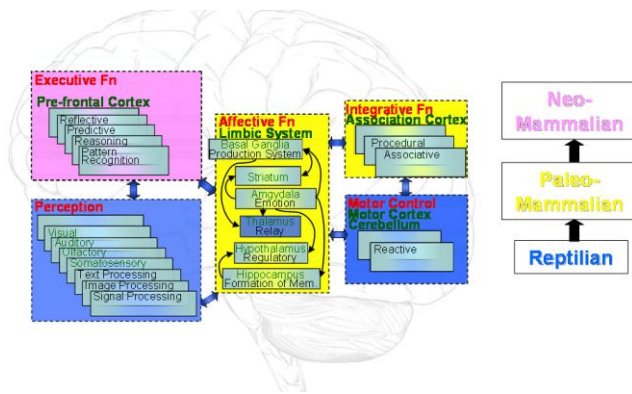 Executive Fn
Pre-frontal Cortex
Reflective
Predictive
Reasoning
Pattern
Recognition
Perception
Visual
Auditory
Olfactory
Somatosensory
Text Processing
Image Processing
Signal Processing
Affective Fn
Limbic System
Basal Ganglia
Production System
Striatum
Amygdala
Emotion
Thalamus
Relay
Hypothalamus
Regulatory
Hippocampus
Formation of Mem.
Integrative Fn
Association Cortex
Procedural
Associative
Motor Control
Motor Cortex
Cerebellum
Reactive
Neo-
Mammalian
Paleo-
Mammalian
Reptilian